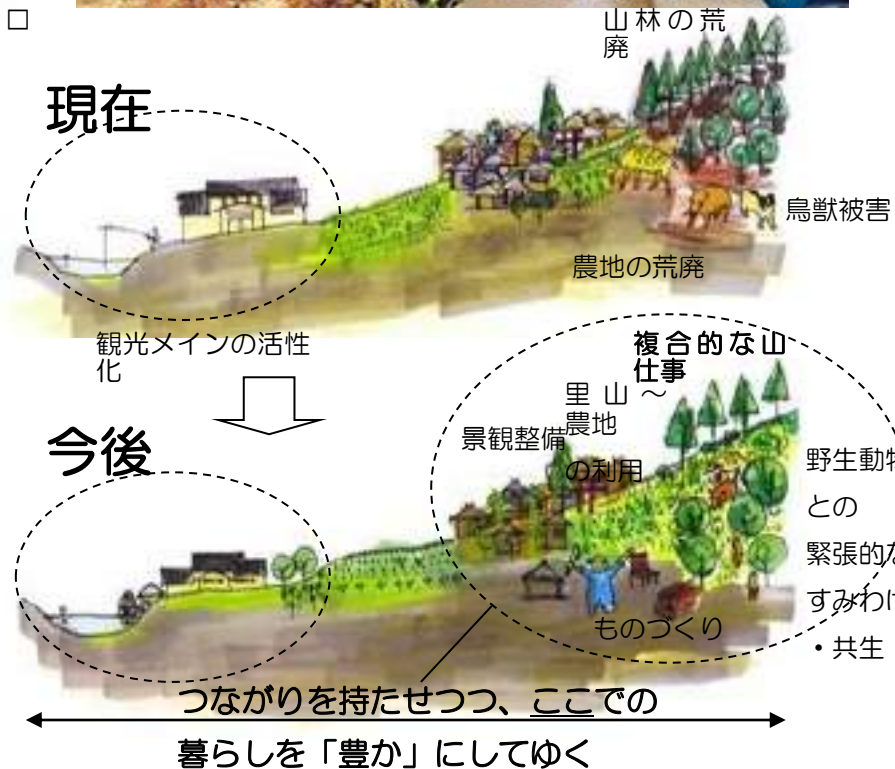 山林の荒
廃
現在
鳥獣被害
農地の荒廃
観光メインの活性
化
複合的な山
仕事
里山～
農地
の利用
景観整備
今後
野生動物
との
緊張的な
すみわけ
・共生
ものづくり
つながりを持たせつつ、ここでの
暮らしを「豊か」にしてゆく